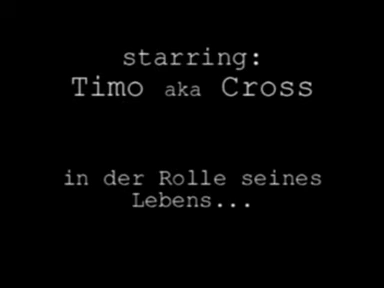 starring:
Timo aka Cross
in der Rolle seines
Lebens...